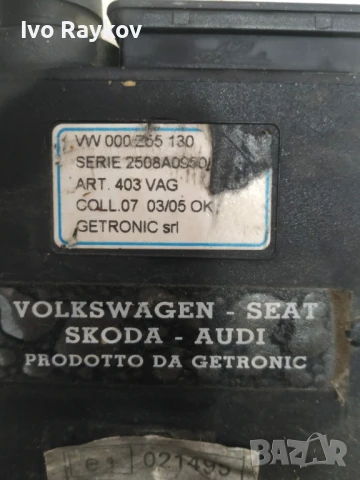 Ivo Raykov
VW 000 265 130
SERIE 2508A0950/
ART. 403 VAG
COLL.07 03/05 OK
GETRONIC srl
VOLKSWAGEN - SEAT
SKODA - AUDI
PRODOTTO DA GETRONIC
e1 021495
BAZAR